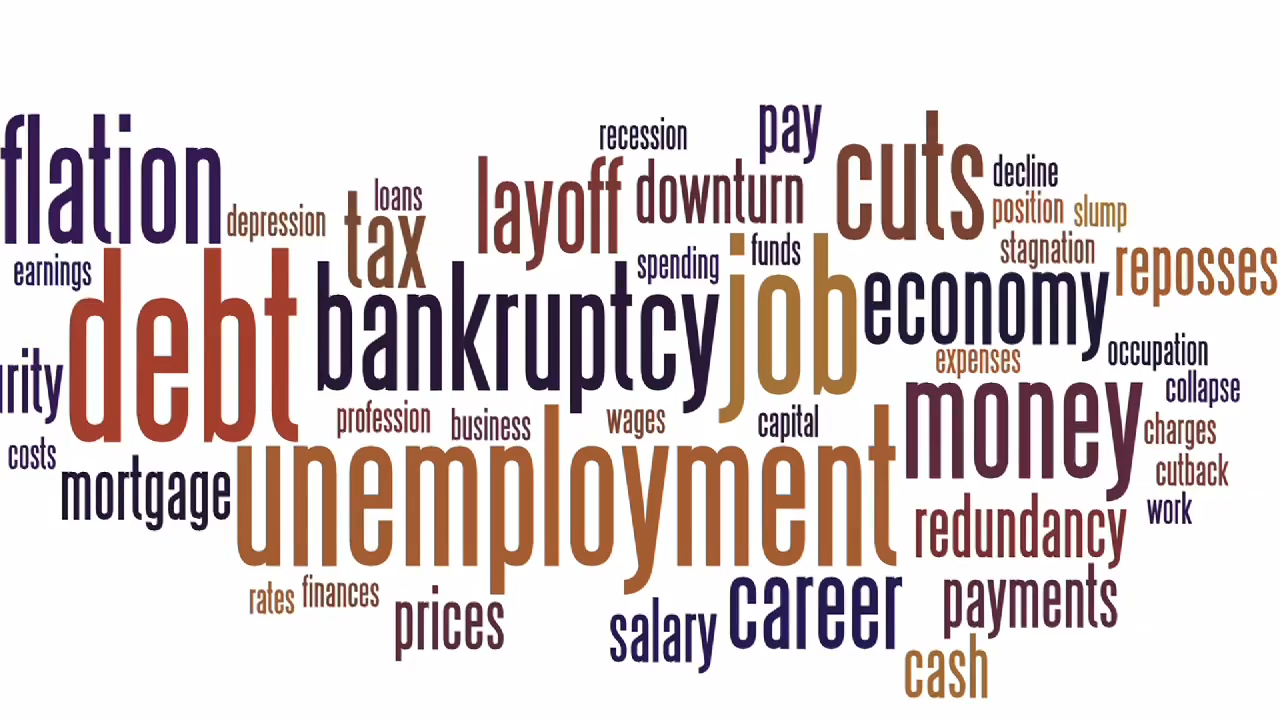 pay
recession
flation
layoff
downturn
cuts
decline
depression
loans
tax
position
slump
earnings
spending
funds
stagnation
reposses
debt
bankruptcy
job
economy
expenses
occupation
collapse
urity
profession
business
wages
capital
money
charges
costs
mortgage
unemployment
cutback
work
redundancy
rates
finances
prices
salary
career
payments
cash